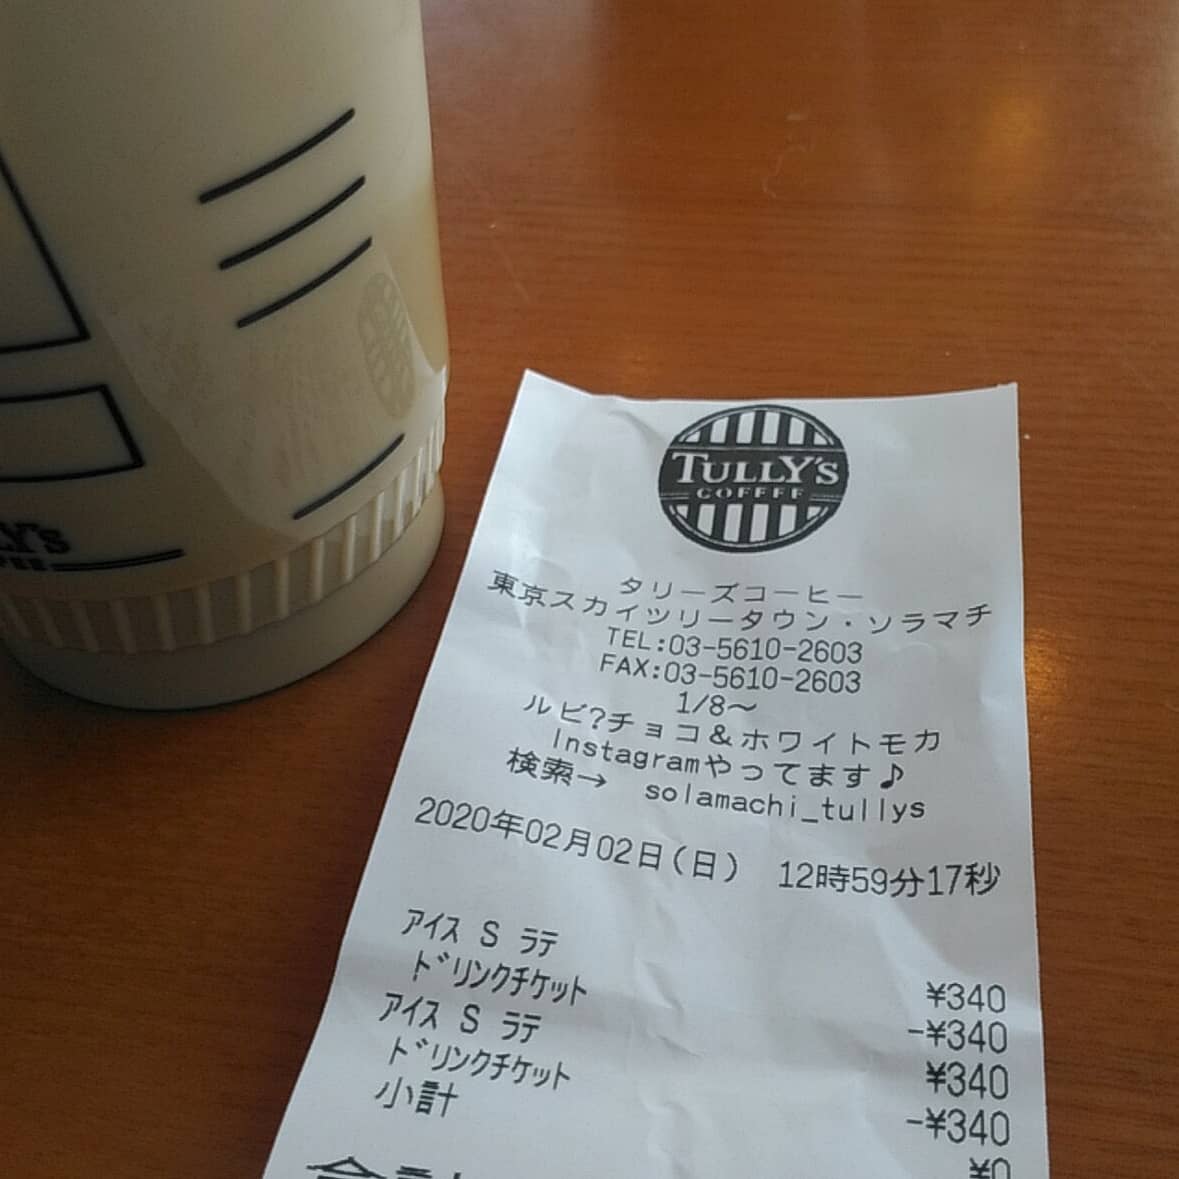 LY'S
TULLY'S
COFFEE
タリーズコーヒー
東京スカイツリータウン・ソラマチ
TEL:03-5610-2603
FAX:03-5610-2603
1/8～
ルビ?チョコ&ホワイトモカ
Instagramやってます♪
検索→ solamachi_tullys
2020年02月02日(日) 12時59分17秒
ｱｲｽ S ﾗﾃ ¥340
ﾄﾞﾘﾝｸﾁｹｯﾄ -¥340
ｱｲｽ S ﾗﾃ ¥340
ﾄﾞﾘﾝｸﾁｹｯﾄ -¥340
小計 ¥0
合計